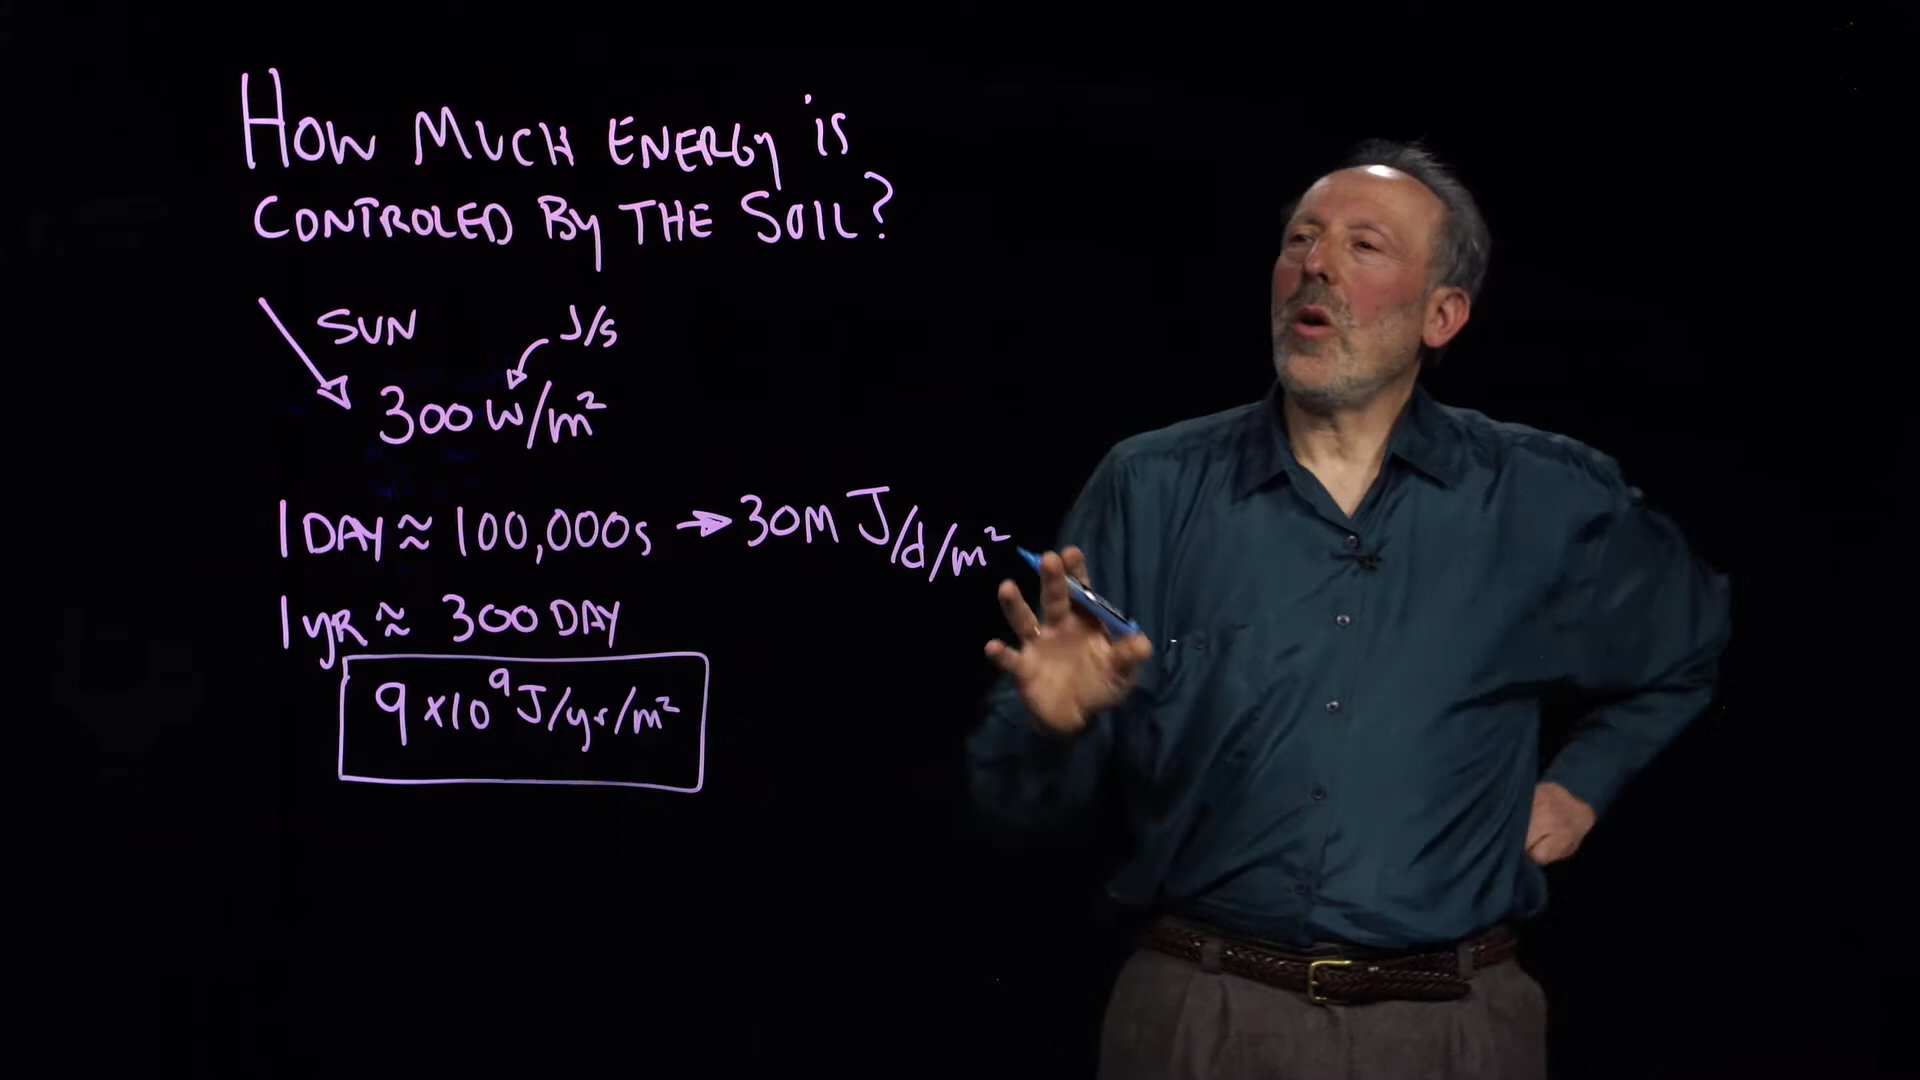 HOW MUCH ENERGY is
CONTROLED By THE SOIL?
SUN J/s
300 W/m²
1 DAY ≈ 100,000s → 30M J/d/m²
1 yR ≈ 300 DAY
9 × 10⁹ J/yr/m²